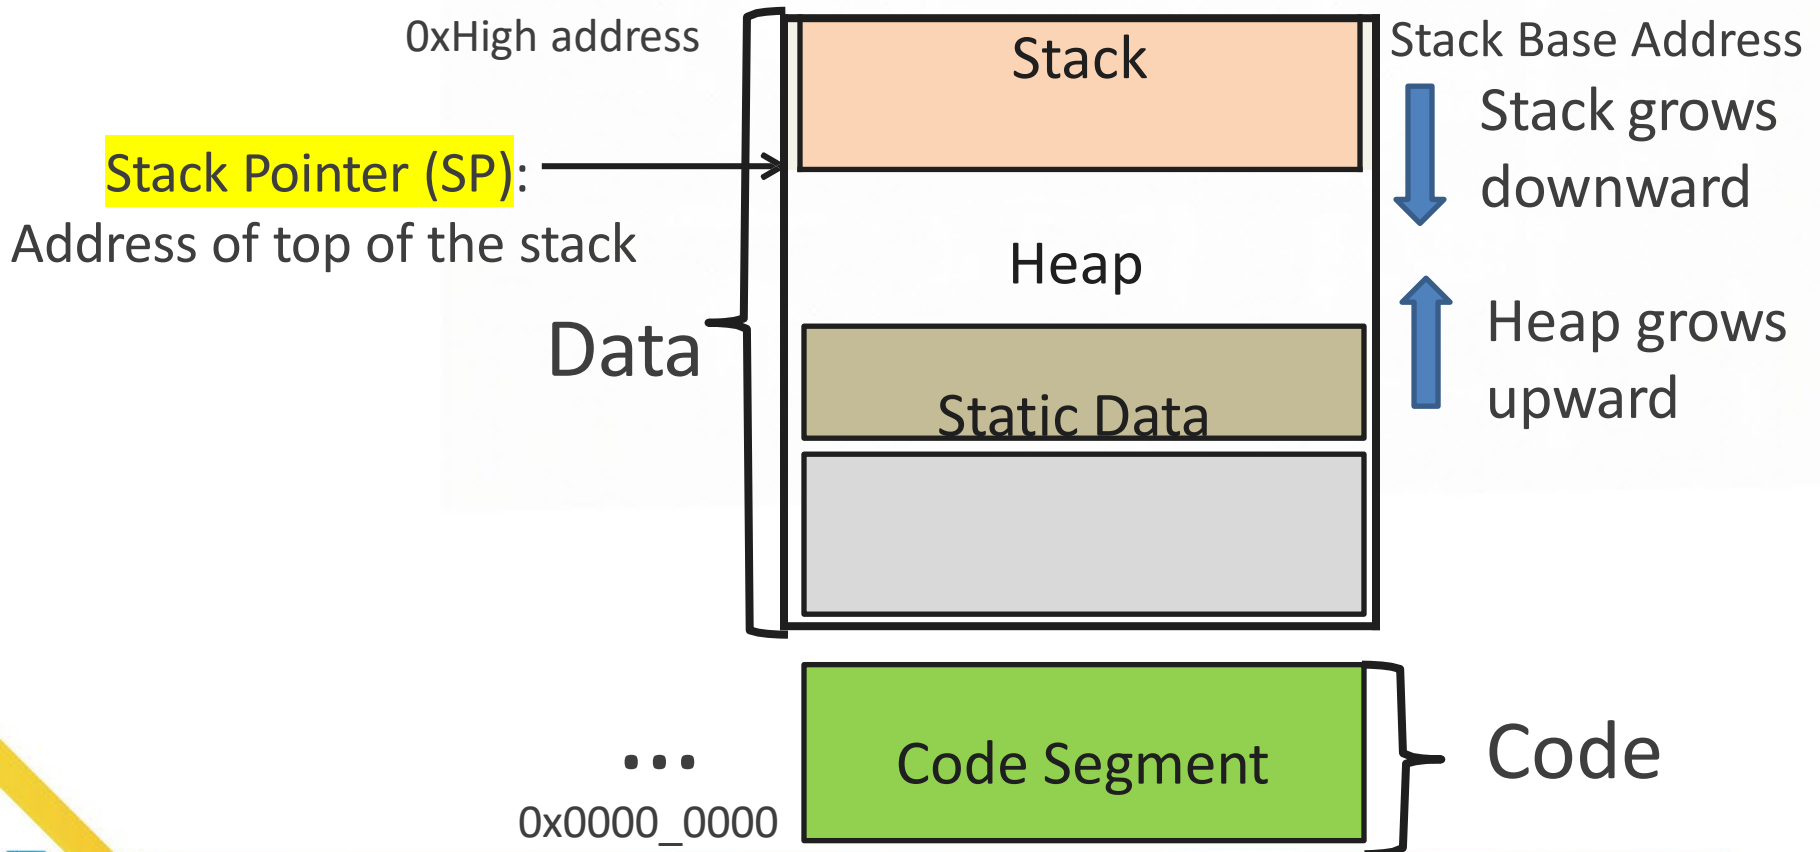 0xHigh address
Stack
Stack Base Address
Stack grows
downward
Stack Pointer (SP):
Address of top of the stack
Heap
Heap grows
upward
Data
Static Data
Code Segment
Code
...
0x0000_0000